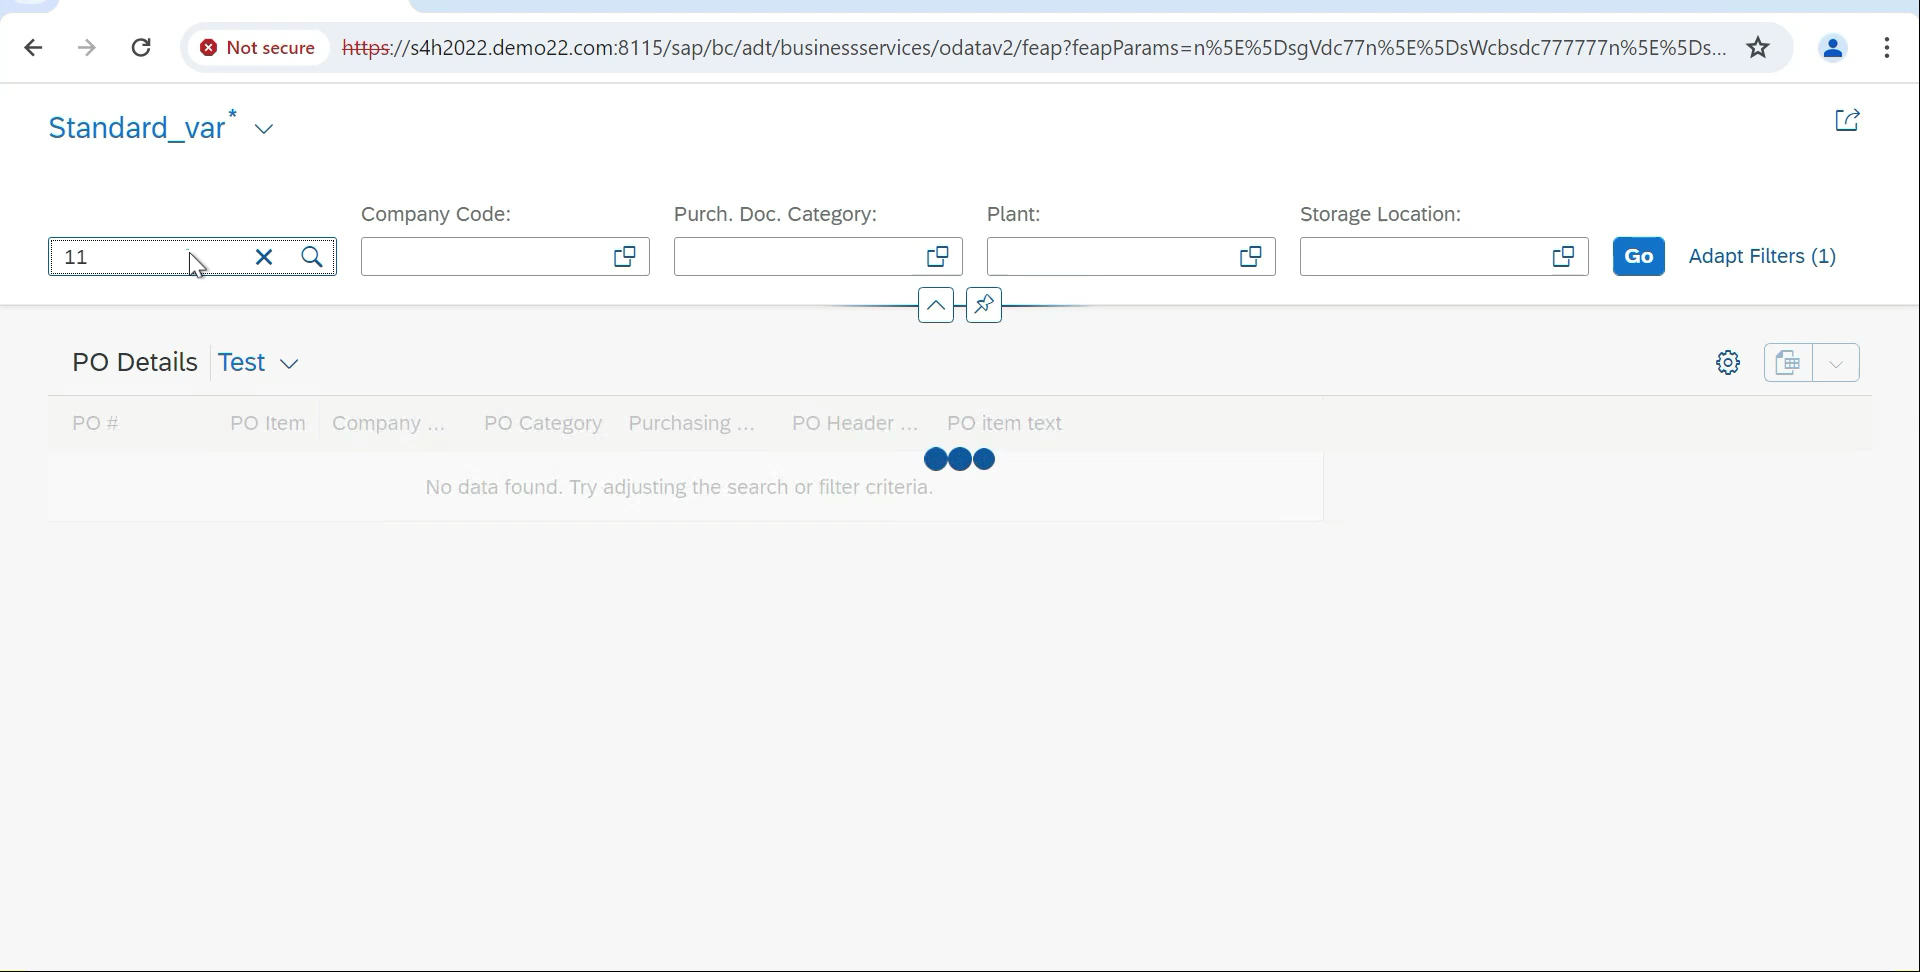 Not secure https://s4h2022.demo22.com:8115/sap/bc/adt/businessservices/odatav2/feap?feapParams=n%5E%5DsgVdc77n%5E%5DsWcbsdc777777n%5E%5Ds...
Standard_var*
Company Code: Purch. Doc. Category: Plant: Storage Location:
11 Go Adapt Filters (1)
PO Details Test
PO # PO Item Company ... PO Category Purchasing ... PO Header ... PO item text
No data found. Try adjusting the search or filter criteria.